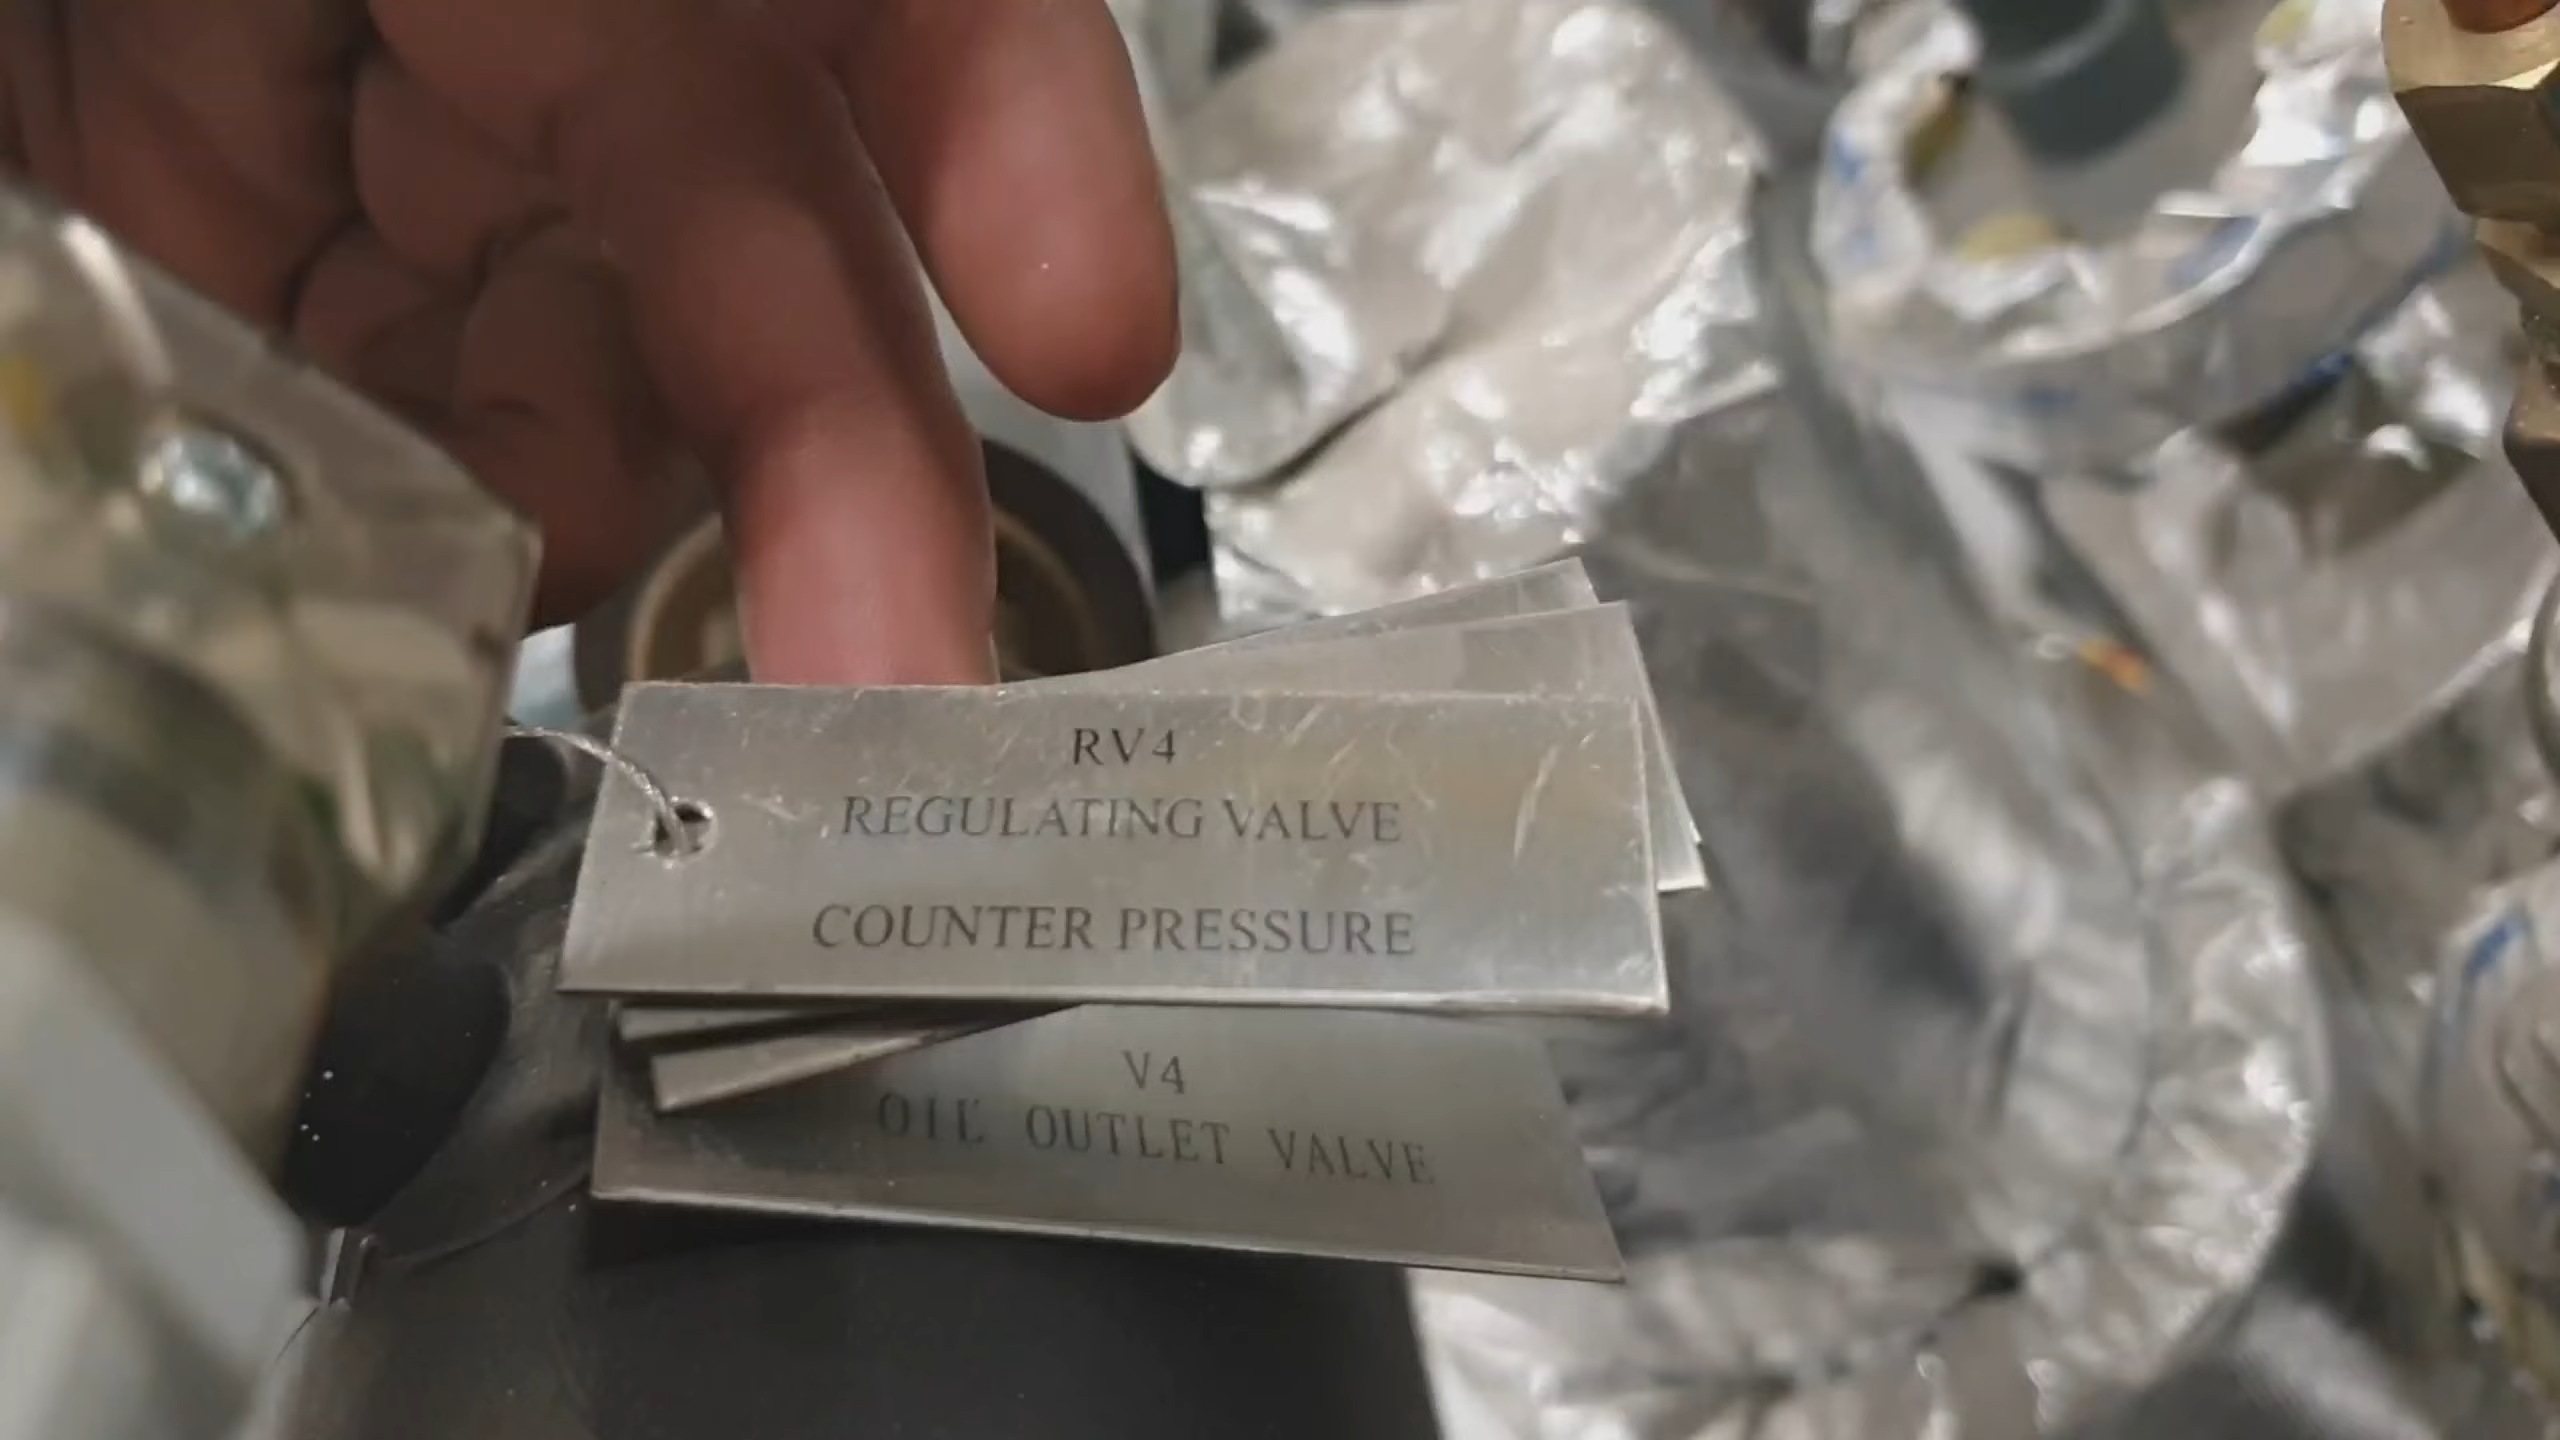 RV4
REGULATING VALVE
COUNTER PRESSURE
V4
OIL OUTLET VALVE